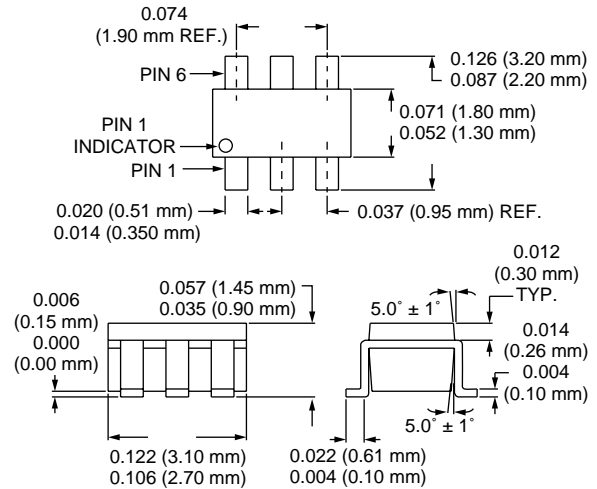 0.074
(1.90 mm REF.)
PIN 6
0.126 (3.20 mm)
0.087 (2.20 mm)
0.071 (1.80 mm)
0.052 (1.30 mm)
PIN 1
INDICATOR
PIN 1
0.020 (0.51 mm)
0.014 (0.350 mm)
0.037 (0.95 mm) REF.
0.006
(0.15 mm)
0.000
(0.00 mm)
0.057 (1.45 mm)
0.035 (0.90 mm)
0.122 (3.10 mm)
0.106 (2.70 mm)
5.0° ± 1°
0.012
(0.30 mm)
TYP.
0.014
(0.26 mm)
0.004
(0.10 mm)
5.0° ± 1°
0.022 (0.61 mm)
0.004 (0.10 mm)